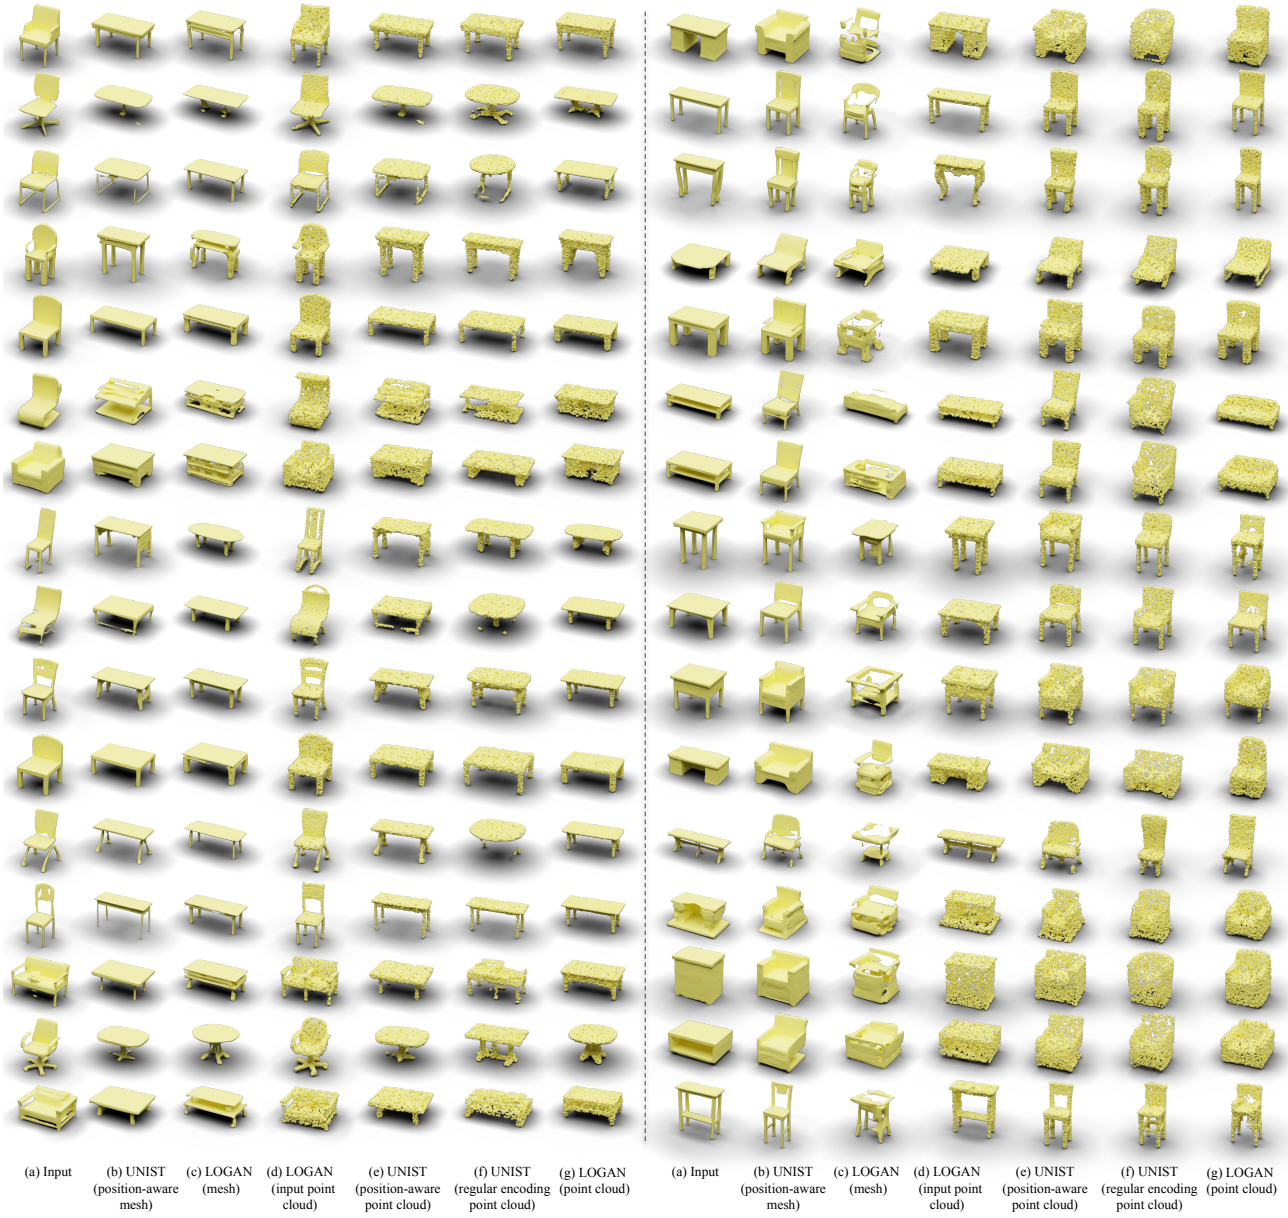 (a) Input
(b) UNIST
(position-aware
mesh)
(c) LOGAN
(mesh)
(d) LOGAN
(input point
cloud)
(e) UNIST
(position-aware
point cloud)
(f) UNIST
(regular encoding
point cloud)
(g) LOGAN
(point cloud)
(a) Input
(b) UNIST
(position-aware
mesh)
(c) LOGAN
(mesh)
(d) LOGAN
(input point
cloud)
(e) UNIST
(position-aware
point cloud)
(f) UNIST
(regular encoding
point cloud)
(g) LOGAN
(point cloud)